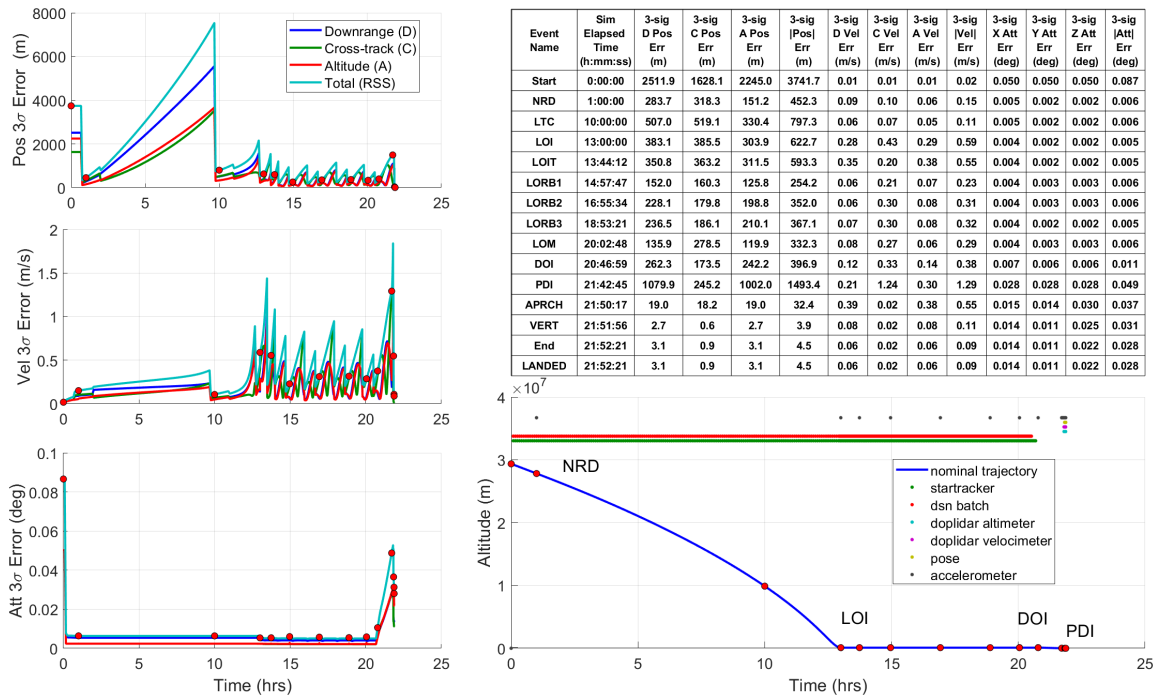 8000
6000
4000
2000
0
Pos 3σ Error (m)
Downrange (D)
Cross-track (C)
Altitude (A)
Total (RSS)
0 5 10 15 20 25
2
1.5
1
0.5
0
Vel 3σ Error (m/s)
0 5 10 15 20 25
0.1
0.08
0.06
0.04
0.02
0
Att 3σ Error (deg)
0 5 10 15 20 25
Time (hrs)
Event Name Sim Elapsed Time (h:mm:ss) 3-sig D Pos Err (m) 3-sig C Pos Err (m) 3-sig A Pos Err (m) 3-sig |Pos| Err (m) 3-sig D Vel Err (m/s) 3-sig C Vel Err (m/s) 3-sig A Vel Err (m/s) 3-sig |Vel| Err (m/s) 3-sig X Att Err (deg) 3-sig Y Att Err (deg) 3-sig Z Att Err (deg) 3-sig |Att| Err (deg)
Start 0:00:00 2511.9 1628.1 2245.0 3741.7 0.01 0.01 0.01 0.02 0.050 0.050 0.050 0.087
NRD 1:00:00 283.7 318.3 151.2 452.3 0.09 0.10 0.06 0.15 0.005 0.002 0.002 0.006
LTC 10:00:00 507.0 519.1 330.4 797.3 0.06 0.07 0.05 0.11 0.005 0.002 0.002 0.006
LOI 13:00:00 383.1 385.5 303.9 622.7 0.28 0.43 0.29 0.59 0.004 0.002 0.002 0.005
LOIT 13:44:12 350.8 363.2 311.5 593.3 0.35 0.20 0.38 0.55 0.004 0.002 0.002 0.005
LORB1 14:57:47 152.0 160.3 125.8 254.2 0.06 0.21 0.07 0.23 0.004 0.003 0.003 0.006
LORB2 16:55:34 228.1 179.8 198.8 352.0 0.06 0.30 0.08 0.31 0.004 0.003 0.003 0.006
LORB3 18:53:21 236.5 186.1 210.1 367.1 0.07 0.30 0.08 0.32 0.004 0.002 0.002 0.005
LOM 20:02:48 135.9 278.5 119.9 332.3 0.08 0.27 0.06 0.29 0.004 0.003 0.003 0.006
DOI 20:46:59 262.3 173.5 242.2 396.9 0.12 0.33 0.14 0.38 0.007 0.006 0.006 0.011
PDI 21:42:45 1079.9 245.2 1002.0 1493.4 0.21 1.24 0.30 1.29 0.028 0.028 0.028 0.049
APRCH 21:50:17 19.0 18.2 19.0 32.4 0.39 0.02 0.38 0.55 0.015 0.014 0.030 0.037
VERT 21:51:56 2.7 0.6 2.7 3.9 0.08 0.02 0.08 0.11 0.014 0.011 0.025 0.031
End 21:52:21 3.1 0.9 3.1 4.5 0.06 0.02 0.06 0.09 0.014 0.011 0.022 0.028
LANDED 21:52:21 3.1 0.9 3.1 4.5 0.06 0.02 0.06 0.09 0.014 0.011 0.022 0.028
×10⁷
4
3
2
1
0
Altitude (m)
NRD
nominal trajectory
startracker
dsn batch
doplidar altimeter
doplidar velocimeter
pose
accelerometer
LOI
DOI
PDI
0 5 10 15 20 25
Time (hrs)